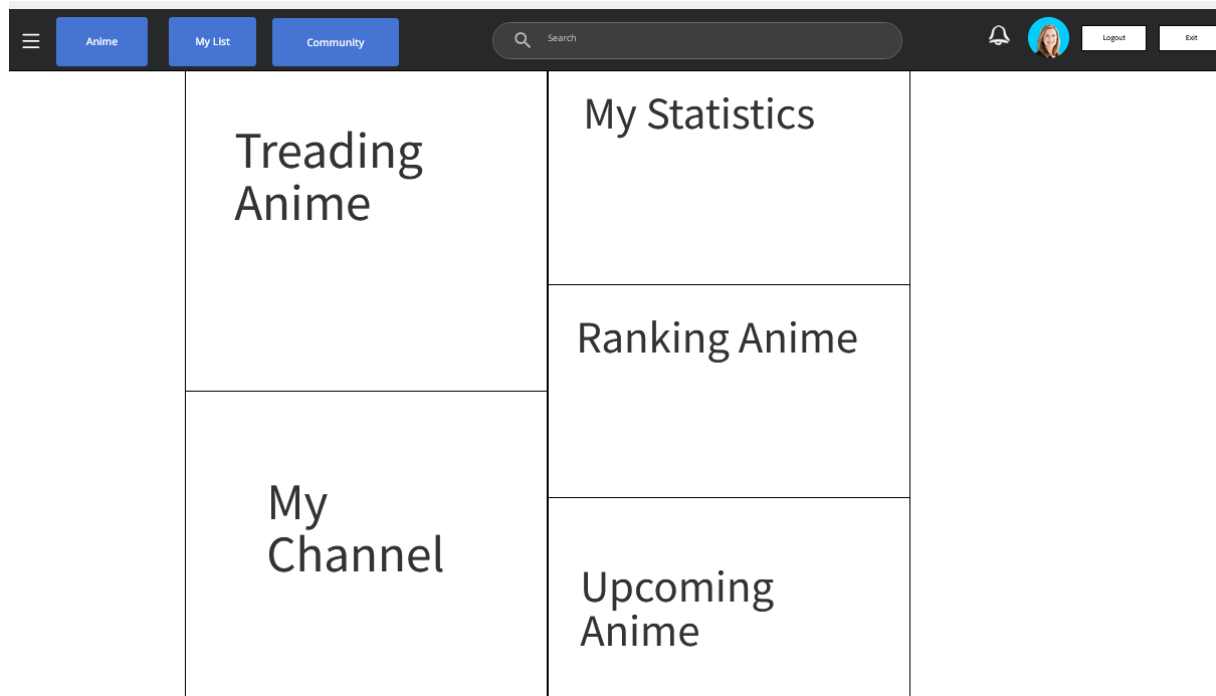 Anime
My List
Community
Search
Logout
Exit
Treading
Anime
My
Channel
My Statistics
Ranking Anime
Upcoming
Anime